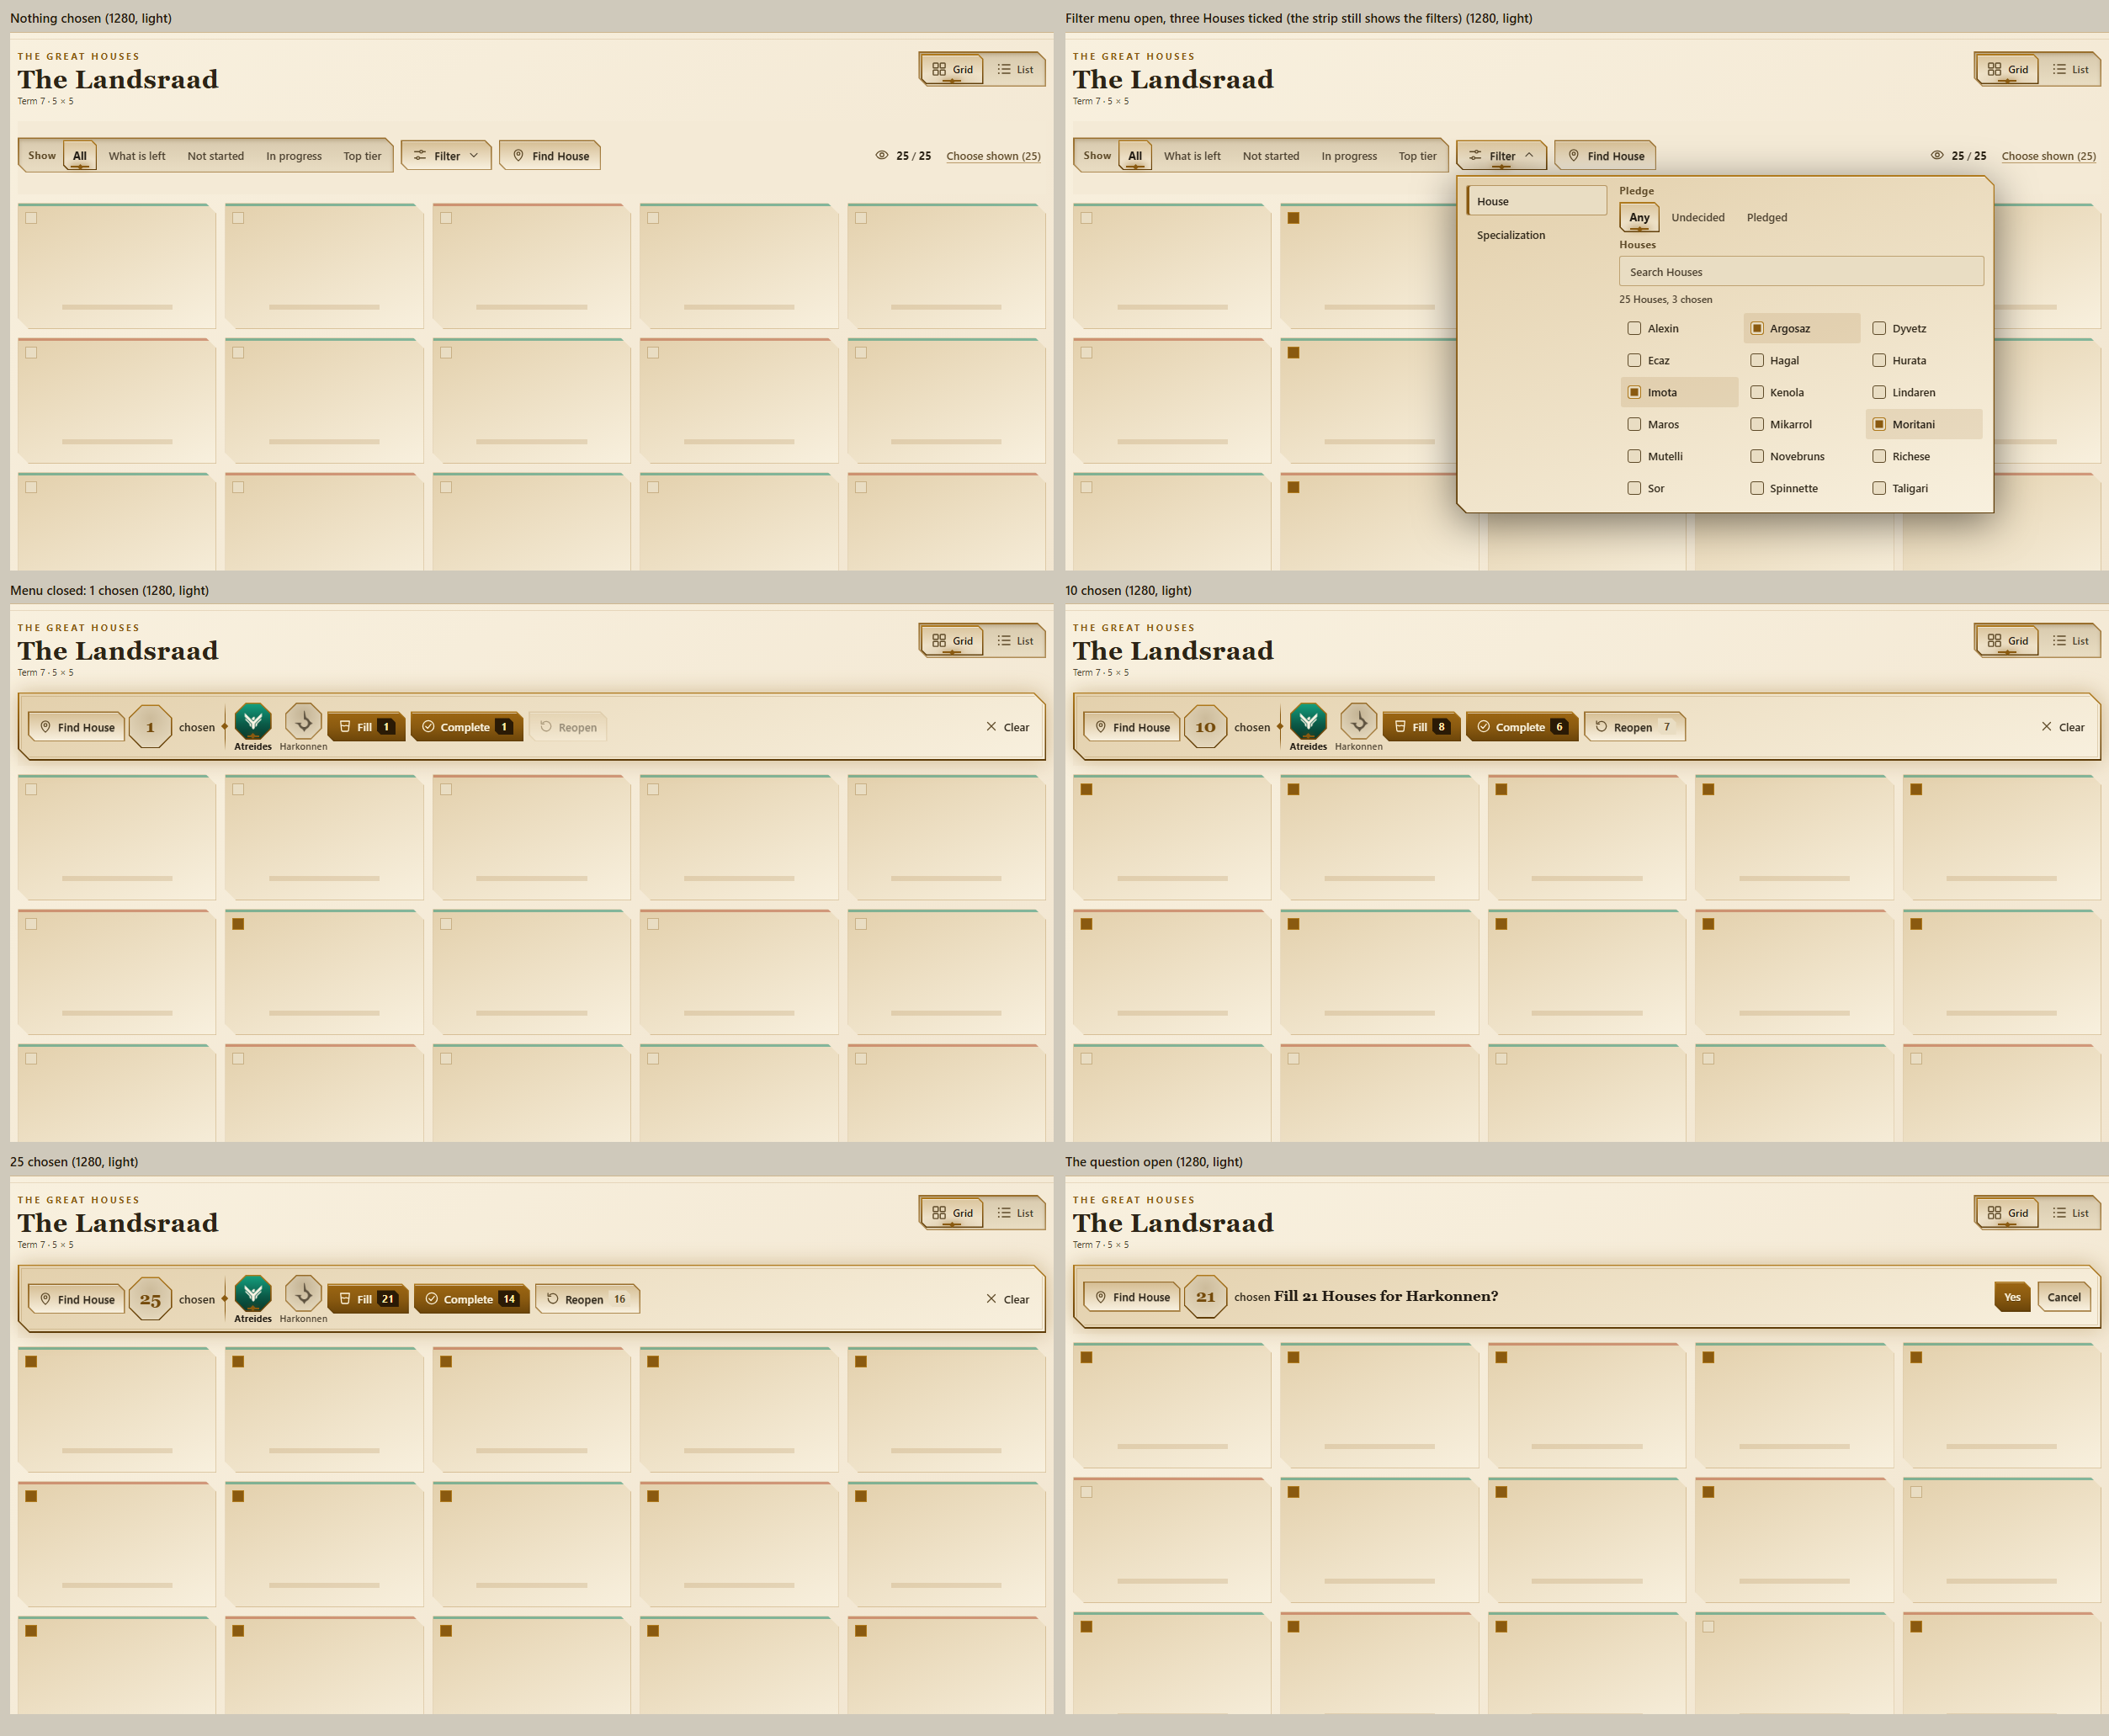 Nothing chosen (1280, light)
THE GREAT HOUSES
The Landsraad
Term 7 · 5 × 5
Grid
List
Show
All
What is left
Not started
In progress
Top tier
Filter
Find House
25 / 25
Choose shown (25)
Filter menu open, three Houses ticked (the strip still shows the filters) (1280, light)
THE GREAT HOUSES
The Landsraad
Term 7 · 5 × 5
Grid
List
Show
All
What is left
Not started
In progress
Top tier
Filter
Find House
25 / 25
Choose shown (25)
House
Specialization
Pledge
Any
Undecided
Pledged
Houses
Search Houses
25 Houses, 3 chosen
Alexin
Argosaz
Dyvetz
Ecaz
Hagal
Hurata
Imota
Kenola
Lindaren
Maros
Mikarrol
Moritani
Mutelli
Novebruns
Richese
Sor
Spinnette
Taligari
Menu closed: 1 chosen (1280, light)
THE GREAT HOUSES
The Landsraad
Term 7 · 5 × 5
Grid
List
Find House
1
chosen
Atreides
Harkonnen
Fill 1
Complete 1
Reopen
Clear
10 chosen (1280, light)
THE GREAT HOUSES
The Landsraad
Term 7 · 5 × 5
Grid
List
Find House
10
chosen
Atreides
Harkonnen
Fill 8
Complete 6
Reopen 7
Clear
25 chosen (1280, light)
THE GREAT HOUSES
The Landsraad
Term 7 · 5 × 5
Grid
List
Find House
25
chosen
Atreides
Harkonnen
Fill 21
Complete 14
Reopen 16
Clear
The question open (1280, light)
THE GREAT HOUSES
The Landsraad
Term 7 · 5 × 5
Grid
List
Find House
21
chosen
Fill 21 Houses for Harkonnen?
Yes
Cancel